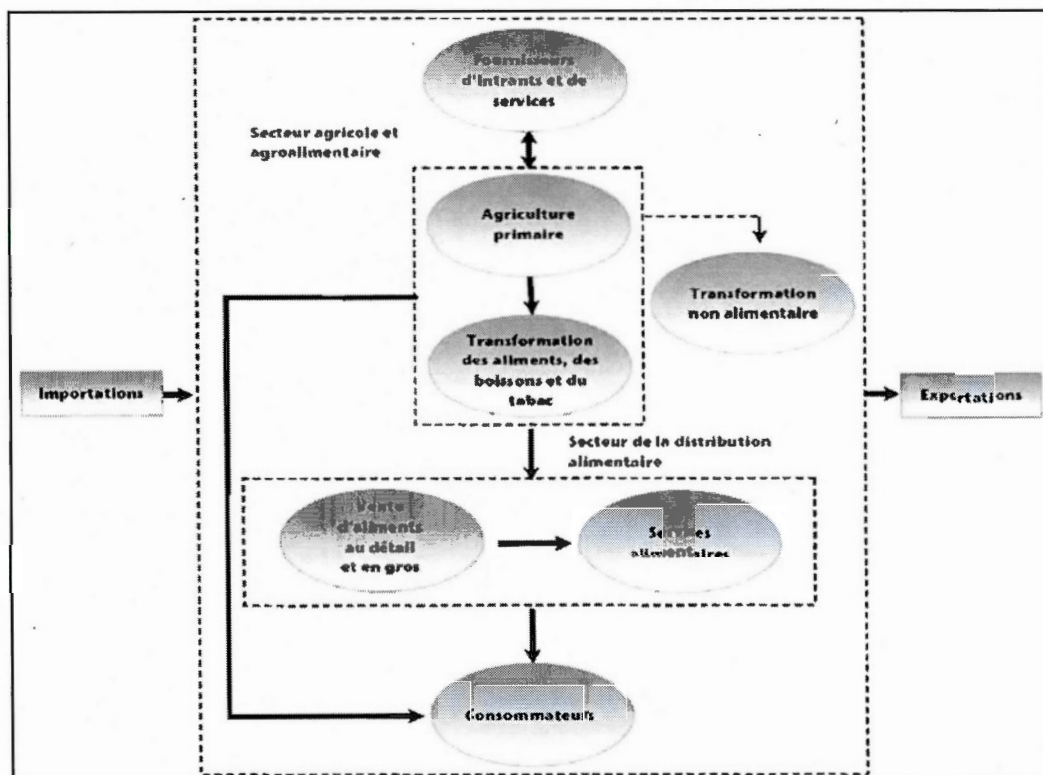 Fournisseurs
d'intrants et de
services
Secteur agricole et
agroalimentaire
Agriculture
primaire
Transformation
non alimentaire
Transformation
des aliments, des
boissons et du
tabac
Importations
Exportations
Secteur de la distribution
alimentaire
Vente
d'aliments
au détail
et en gros
Services
alimentaires
Consommateurs